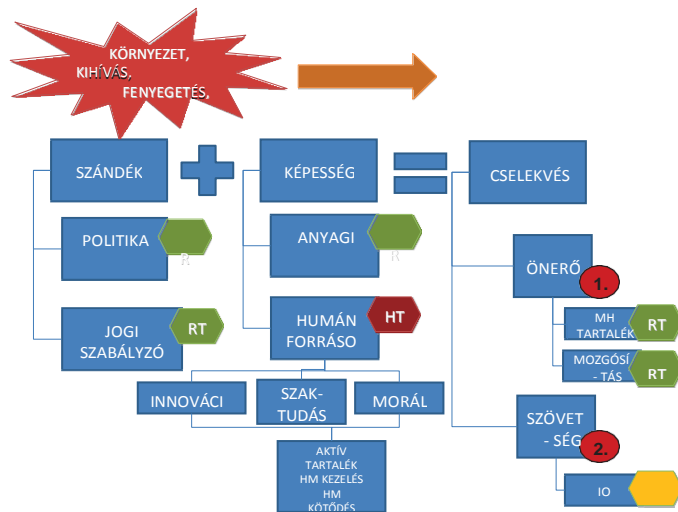 KÖRNYEZET,
KIHÍVÁS,
FENYEGETÉS,
SZÁNDÉK
KÉPESSÉG
CSELEKVÉS
POLITIKA
R
ANYAGI
R
ÖNERŐ
1.
JOGI
SZABÁLYZÓ
RT
HUMÁN
FORRÁSO
HT
MH
TARTALÉK
RT
MOZGÓSÍ
- TÁS
RT
INNOVÁCI
SZAK-
TUDÁS
MORÁL
SZÖVET
- SÉG
2.
AKTÍV
TARTALÉK
HM KEZELÉS
HM
KÖTŐDÉS
IO